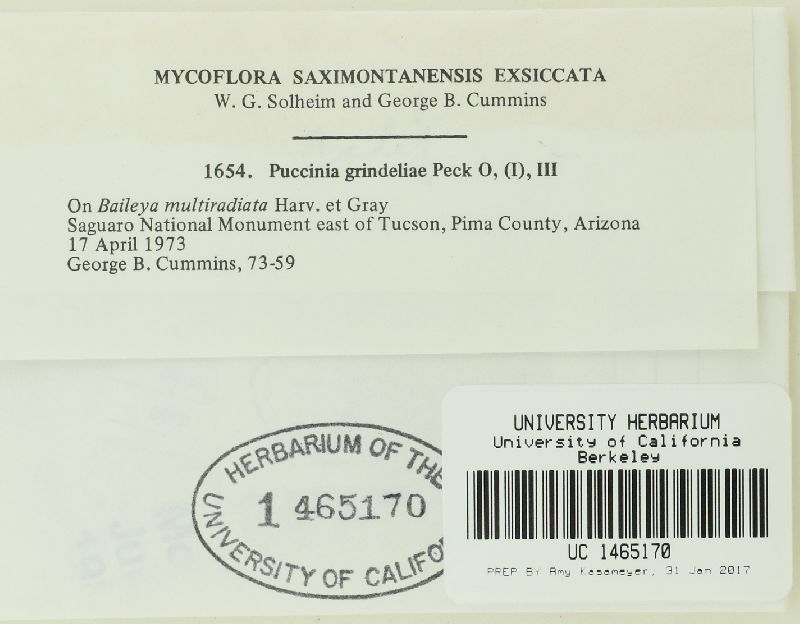 MYCOFLORA SAXIMONTANENSIS EXSICCATA
W. G. Solheim and George B. Cummins
1654. Puccinia grindeliae Peck O, (I), III
On Baileya multiradiata Harv. et Gray
Saguaro National Monument east of Tucson, Pima County, Arizona
17 April 1973
George B. Cummins, 73-59
HERBARIUM OF THE
1 465170
UNIVERSITY OF CALIFO
UNIVERSITY HERBARIUM
University of California
Berkeley
UC 1465170
PREP BY Amy Kasameyer, 31 Jan 2017